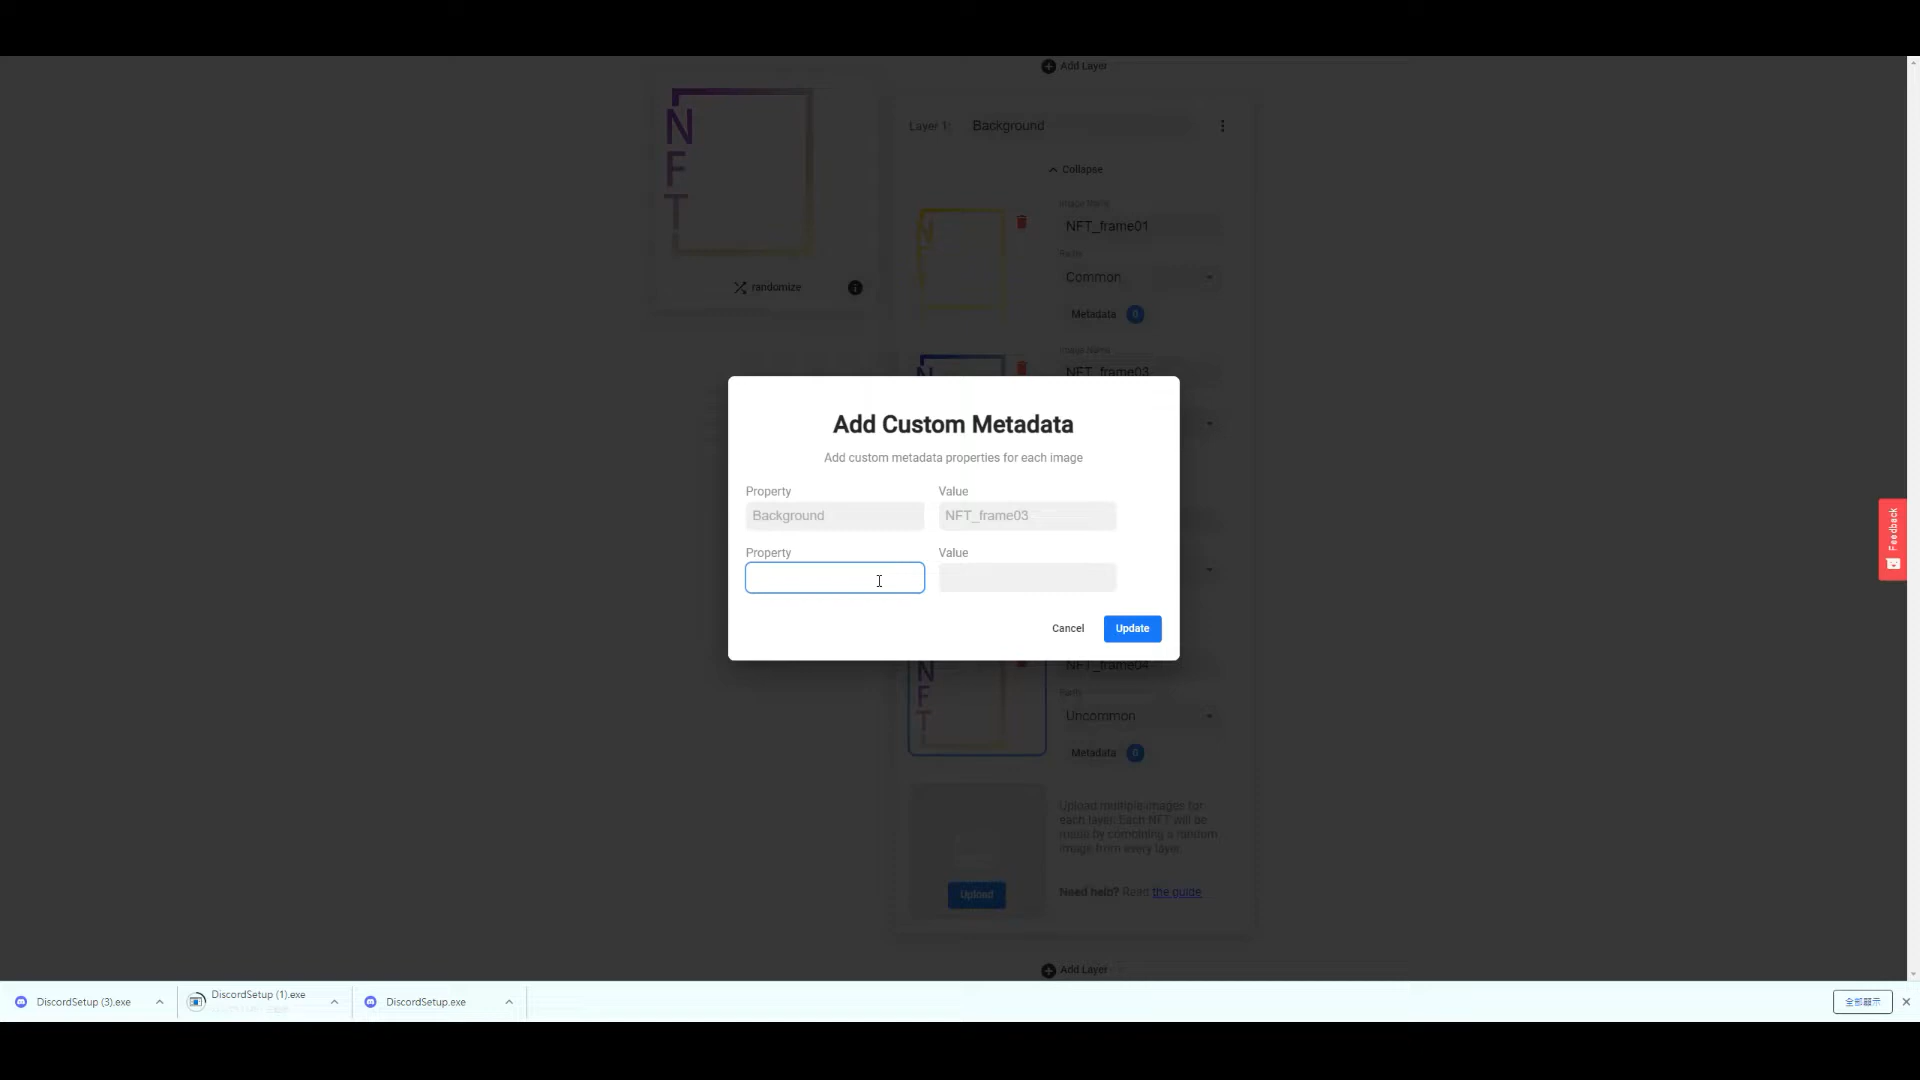 Add Layer
N
F
T
randomize
Layer 1: Background
Collapse
Image Name
NFT_frame01
Rarity
Common
Metadata 0
Image Name
NFT_frame03
Add Custom Metadata
Add custom metadata properties for each image
Property Value
Background NFT_frame03
Property Value
Cancel Update
N
F
T
NFT_frame04
Rarity
Uncommon
Metadata 0
Upload multiple images for
each layer. Each NFT will be
made by combining a random
image from every layer.
Upload
Need help? Read the guide
Add Layer
Feedback
DiscordSetup (3).exe
DiscordSetup (1).exe
DiscordSetup.exe
全部顯示